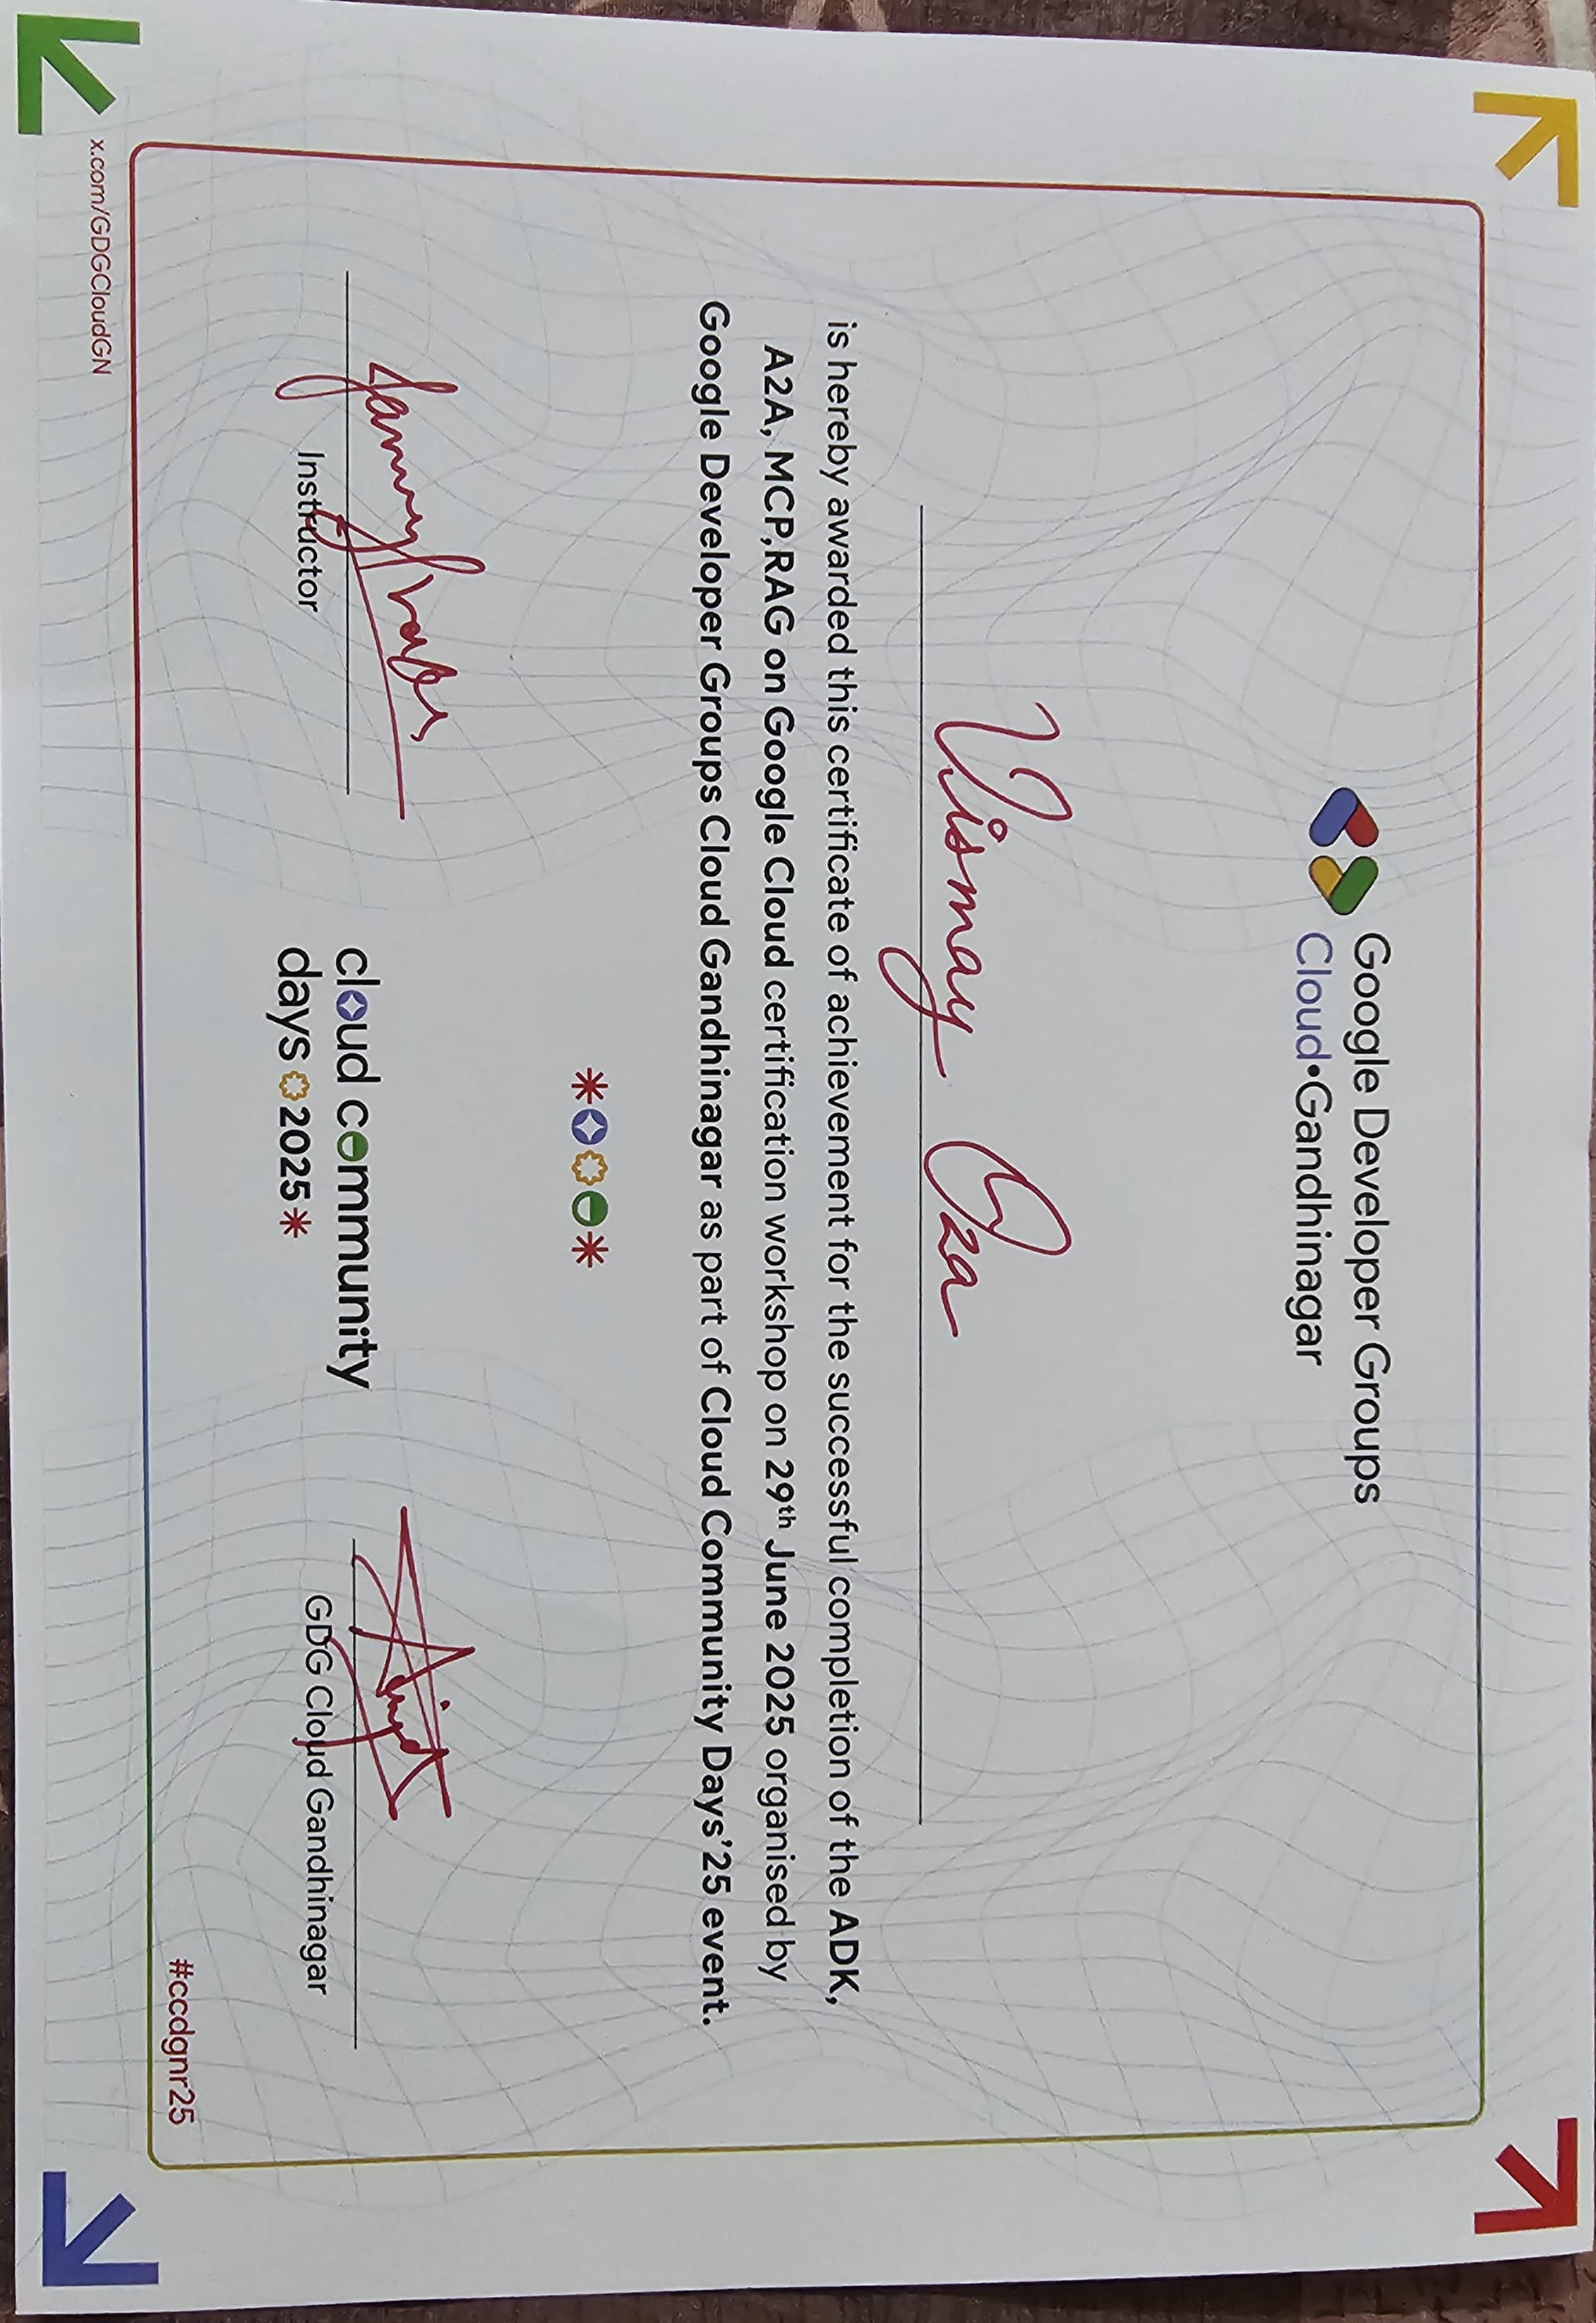 Google Developer Groups
Cloud•Gandhinagar
Vismay Oza
is hereby awarded this certificate of achievement for the successful completion of the ADK,
A2A, MCP,RAG on Google Cloud certification workshop on 29th June 2025 organised by
Google Developer Groups Cloud Gandhinagar as part of Cloud Community Days'25 event.
Instructor
cloud community
days 2025
GDG Cloud Gandhinagar
x.com/GDGCloudGN
#ccdgnr25